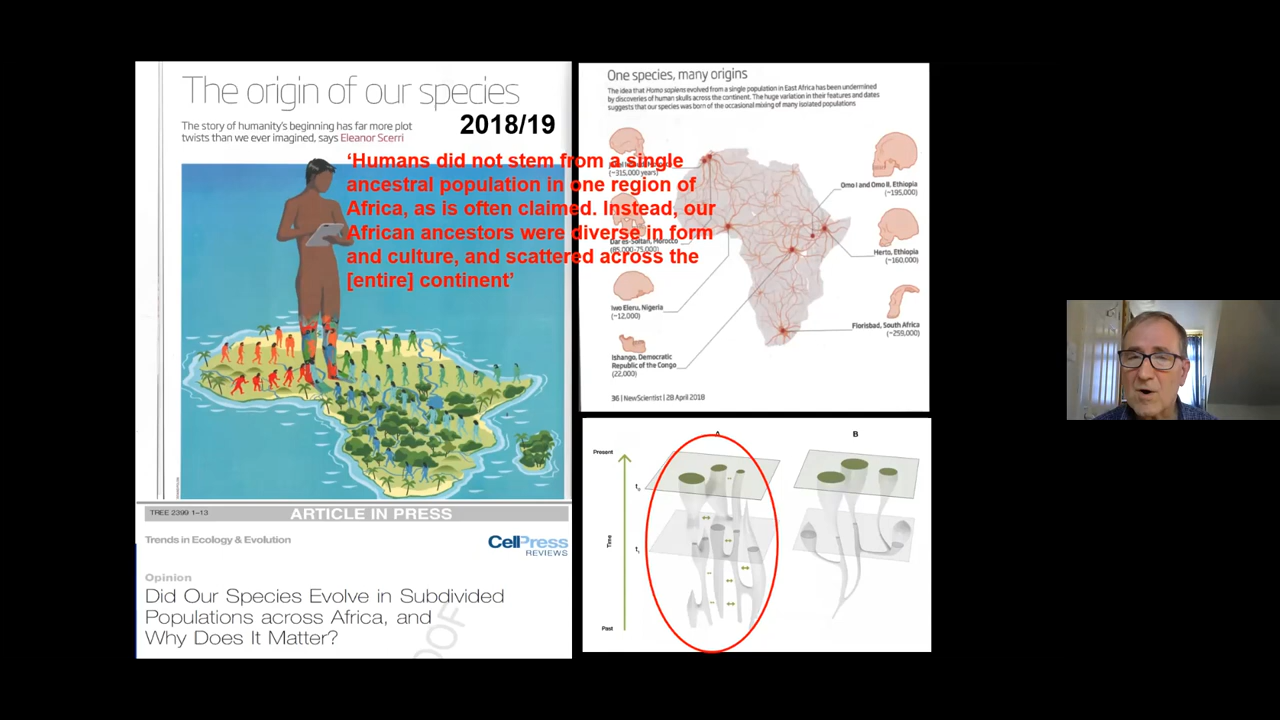 The origin of our species
The story of humanity's beginning has far more plot
twists than we ever imagined, says Eleanor Scerri
2018/19
‘Humans did not stem from a single
ancestral population in one region of
Africa, as is often claimed. Instead, our
African ancestors were diverse in form
and culture, and scattered across the
[entire] continent’
TREE 2399 1–13
ARTICLE IN PRESS
Trends in Ecology & Evolution
CellPress
REVIEWS
Opinion
Did Our Species Evolve in Subdivided
Populations across Africa, and
Why Does It Matter?
One species, many origins
The idea that Homo sapiens evolved from a single population in East Africa has been undermined
by discoveries of human skulls across the continent. The huge variation in their features and dates
suggests that our species was born of the occasional mixing of many isolated populations
(~315,000 years)
Dar es-Soltan, Morocco
(85,000-75,000)
Iwo Eleru, Nigeria
(~12,000)
Ishango, Democratic
Republic of the Congo
(22,000)
Omo I and Omo II, Ethiopia
(~195,000)
Herto, Ethiopia
(~160,000)
Florisbad, South Africa
(~259,000)
36 | NewScientist | 28 April 2018
A
B
Present
Time
Past